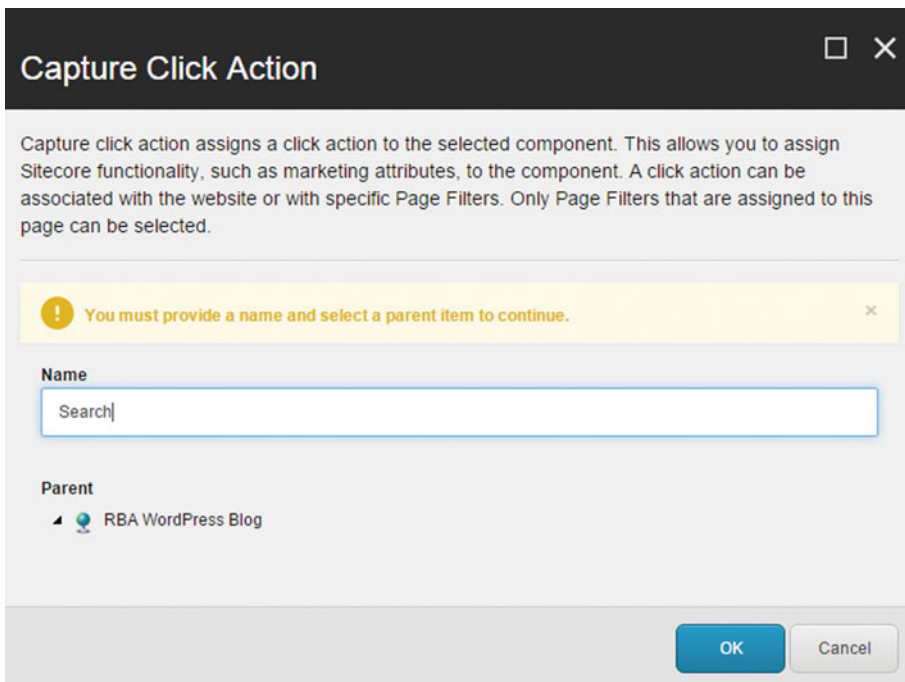 Capture Click Action
Capture click action assigns a click action to the selected component. This allows you to assign
Sitecore functionality, such as marketing attributes, to the component. A click action can be
associated with the website or with specific Page Filters. Only Page Filters that are assigned to this
page can be selected.
You must provide a name and select a parent item to continue.
Name
Search
Parent
RBA WordPress Blog
OK
Cancel